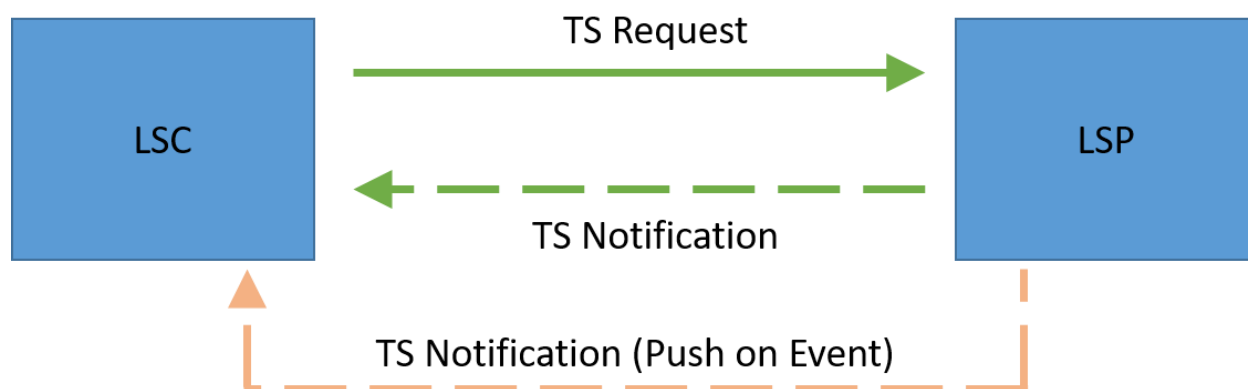 TS Request
LSC
LSP
TS Notification
TS Notification (Push on Event)